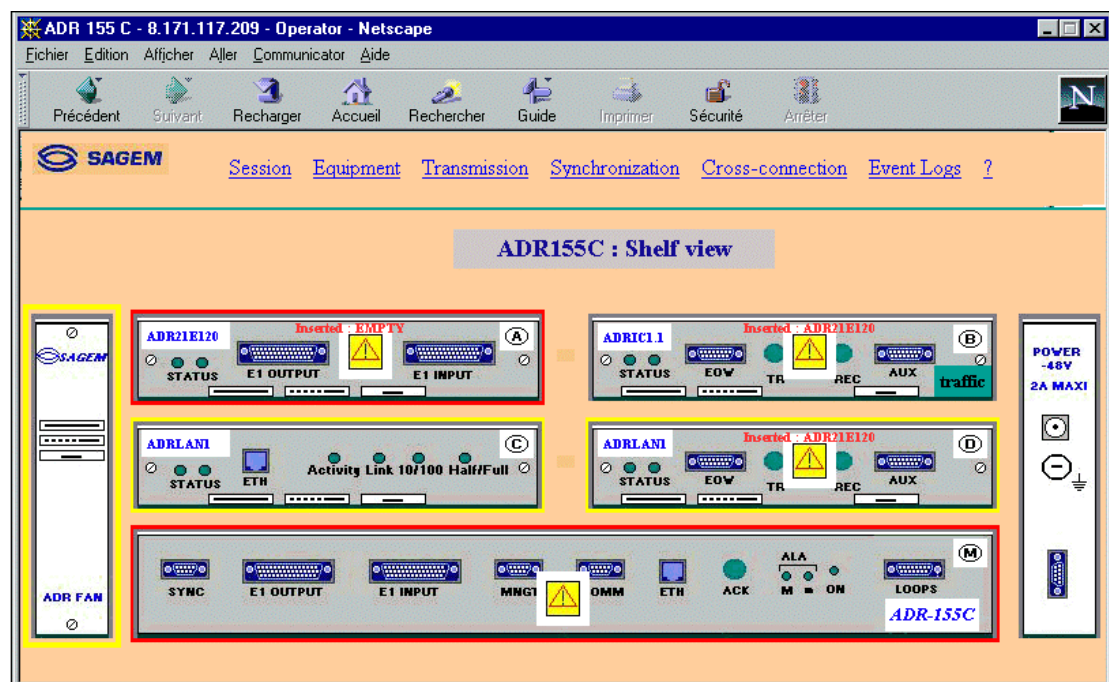 ADR 155 C - 8.171.117.209 - Operator - Netscape
Fichier Edition Afficher Aller Communicator Aide
Précédent Suivant Recharger Accueil Rechercher Guide Imprimer Sécurité Arrêter
N
SAGEM Session Equipment Transmission Synchronization Cross-connection Event Logs ?
ADR155C : Shelf view
SAGEM
ADR FAN
ADR21E120 Inserted : EMPTY A
STATUS E1 OUTPUT E1 INPUT
ADRIC1.1 Inserted : ADR21E120 B
STATUS EOW TR REC AUX traffic
ADRLAN1 C
STATUS ETH Activity Link 10/100 Half/Full
ADRLAN1 Inserted : ADR21E120 D
STATUS EOW TR REC AUX
M
ALA
SYNC E1 OUTPUT E1 INPUT MNGT OMM ETH ACK M m ON LOOPS
ADR-155C
POWER
-48V
2A MAXI